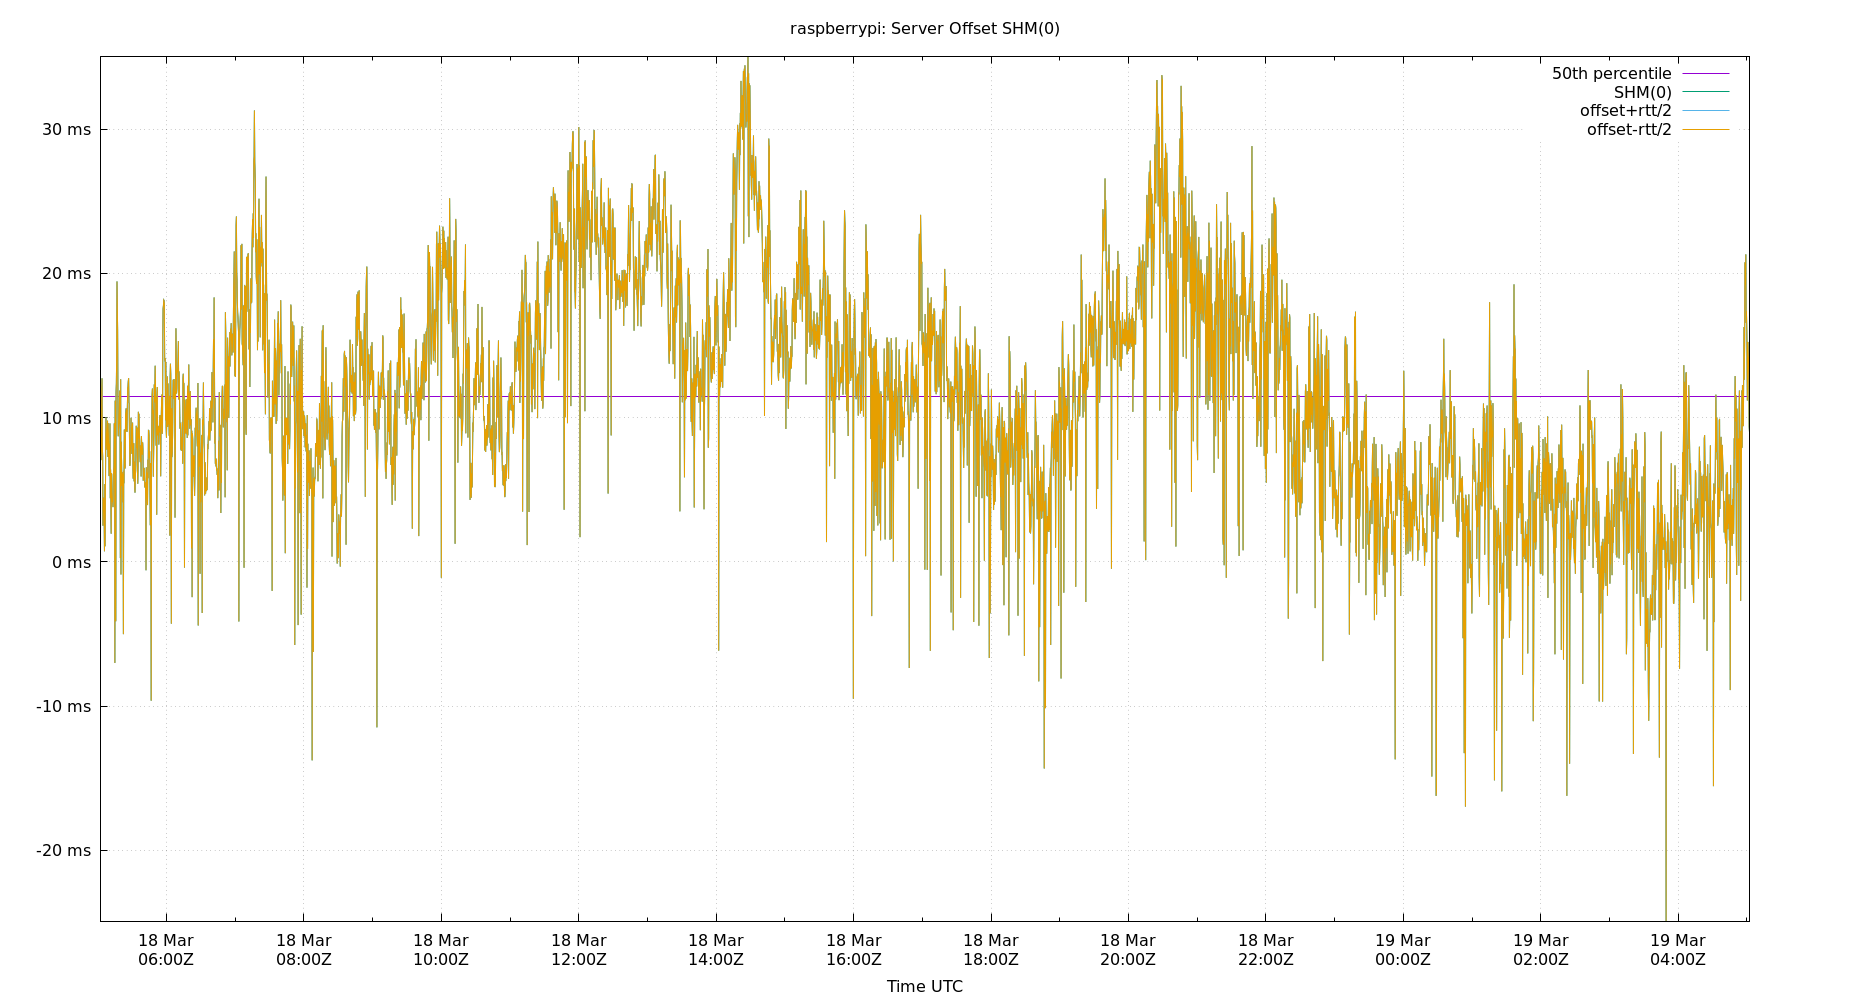 raspberrypi: Server Offset SHM(0)
50th percentile
SHM(0)
offset+rtt/2
offset-rtt/2
30 ms
20 ms
10 ms
0 ms
-10 ms
-20 ms
18 Mar 18 Mar 18 Mar 18 Mar 18 Mar 18 Mar 18 Mar 18 Mar 18 Mar 19 Mar 19 Mar 19 Mar
06:00Z 08:00Z 10:00Z 12:00Z 14:00Z 16:00Z 18:00Z 20:00Z 22:00Z 00:00Z 02:00Z 04:00Z
Time UTC